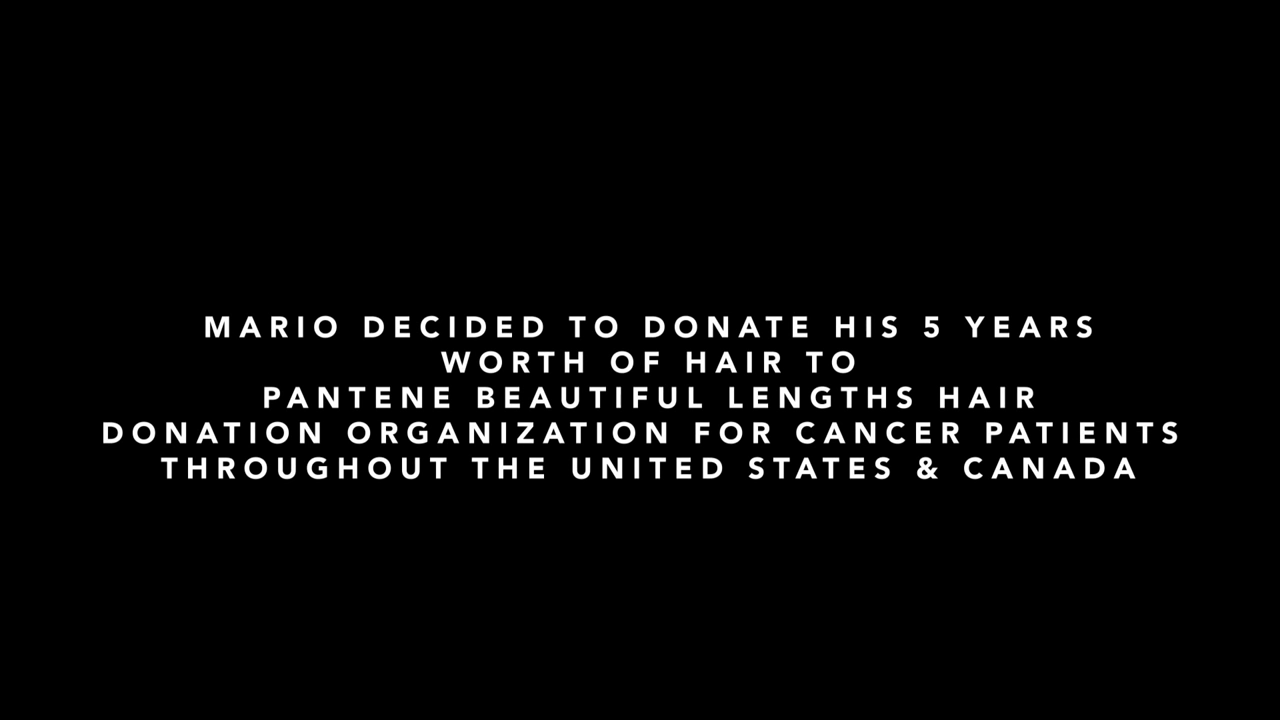 MARIO DECIDED TO DONATE HIS 5 YEARS
WORTH OF HAIR TO
PANTENE BEAUTIFUL LENGTHS HAIR
DONATION ORGANIZATION FOR CANCER PATIENTS
THROUGHOUT THE UNITED STATES & CANADA